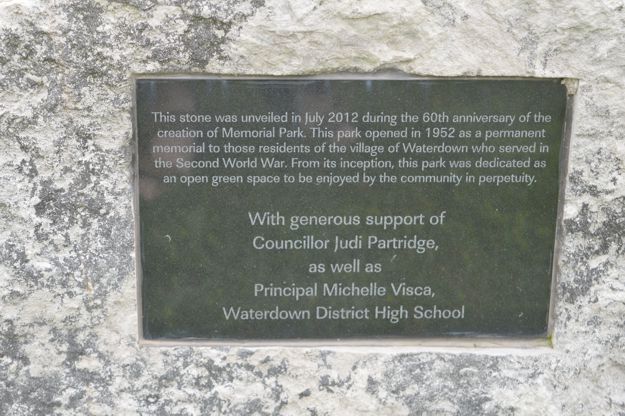 This stone was unveiled in July 2012 during the 60th anniversary of the
creation of Memorial Park. This park opened in 1952 as a permanent
memorial to those residents of the village of Waterdown who served in
the Second World War. From its inception, this park was dedicated as
an open green space to be enjoyed by the community in perpetuity.
With generous support of
Councillor Judi Partridge,
as well as
Principal Michelle Visca,
Waterdown District High School